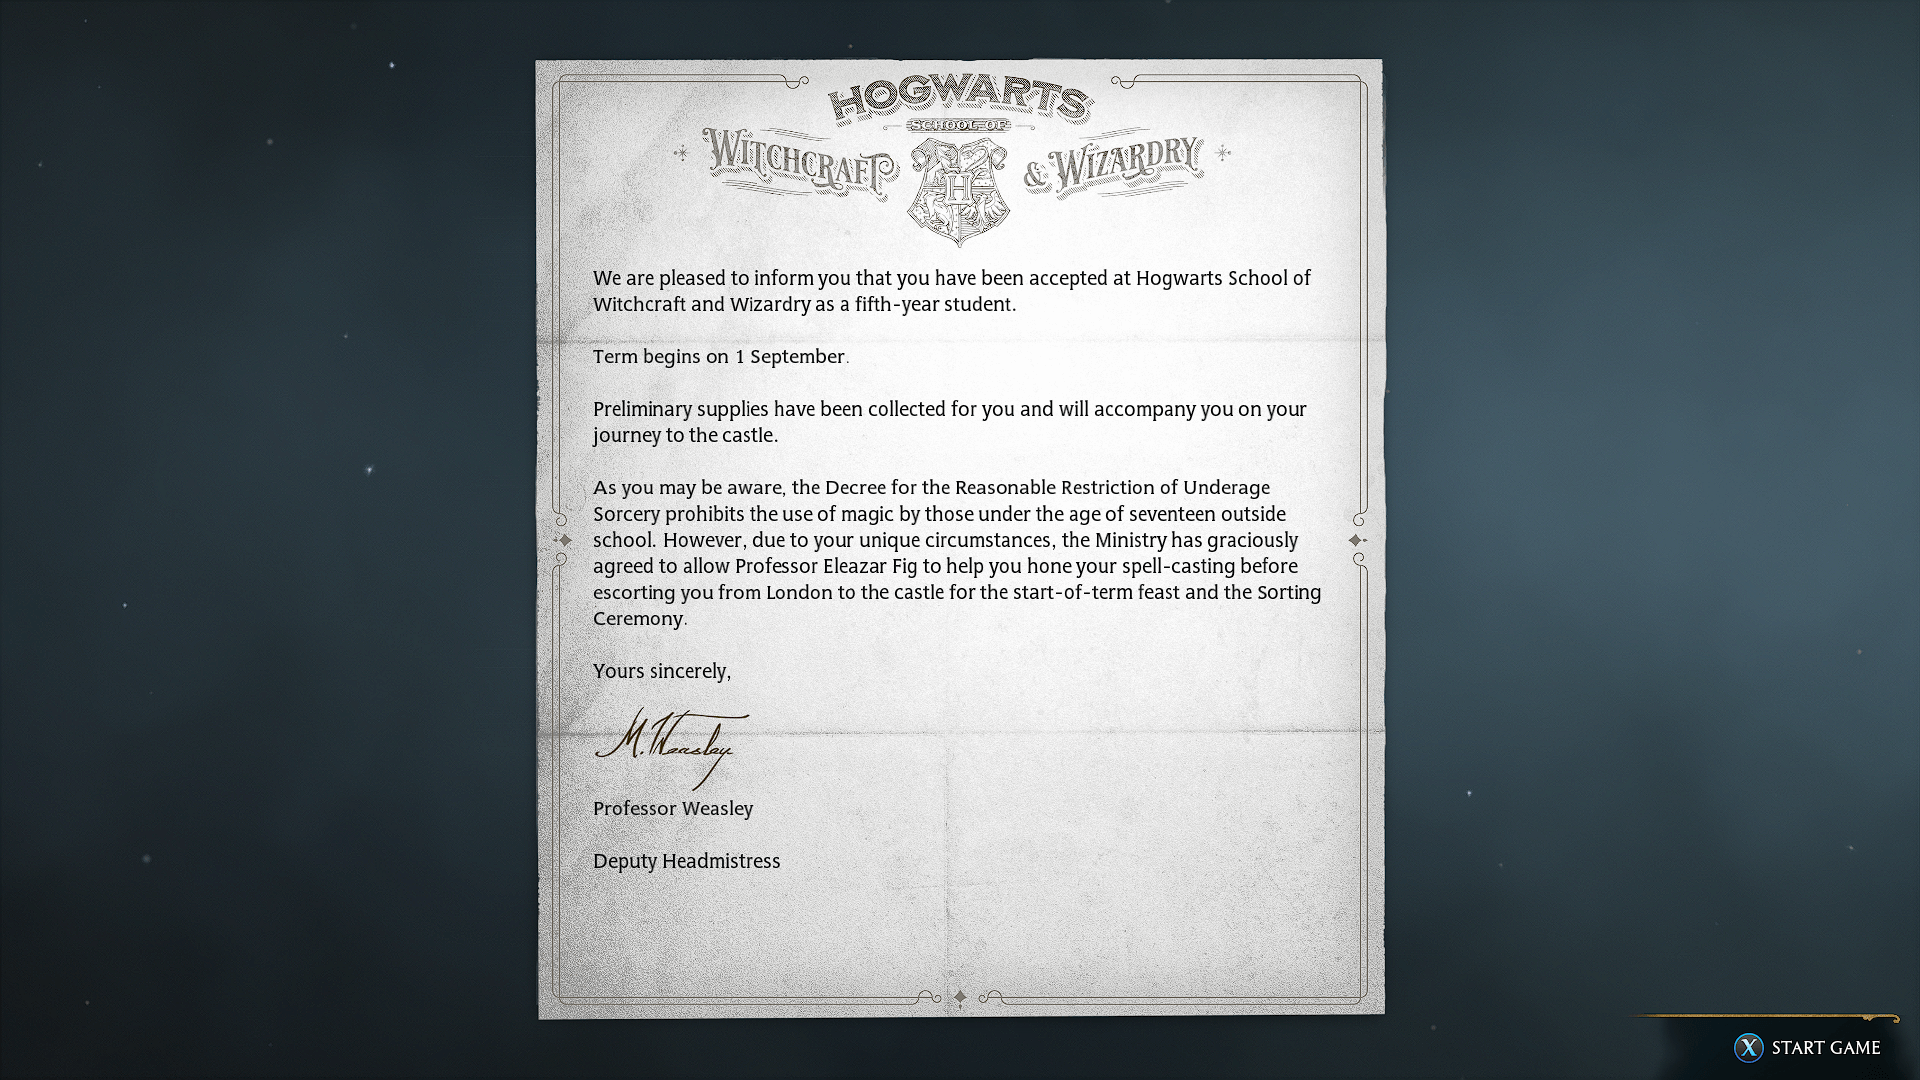 HOGWARTS
SCHOOL OF
WITCHCRAFT & WIZARDRY
H
We are pleased to inform you that you have been accepted at Hogwarts School of
Witchcraft and Wizardry as a fifth-year student.
Term begins on 1 September.
Preliminary supplies have been collected for you and will accompany you on your
journey to the castle.
As you may be aware, the Decree for the Reasonable Restriction of Underage
Sorcery prohibits the use of magic by those under the age of seventeen outside
school. However, due to your unique circumstances, the Ministry has graciously
agreed to allow Professor Eleazar Fig to help you hone your spell-casting before
escorting you from London to the castle for the start-of-term feast and the Sorting
Ceremony.
Yours sincerely,
M. Weasley
Professor Weasley
Deputy Headmistress
X START GAME